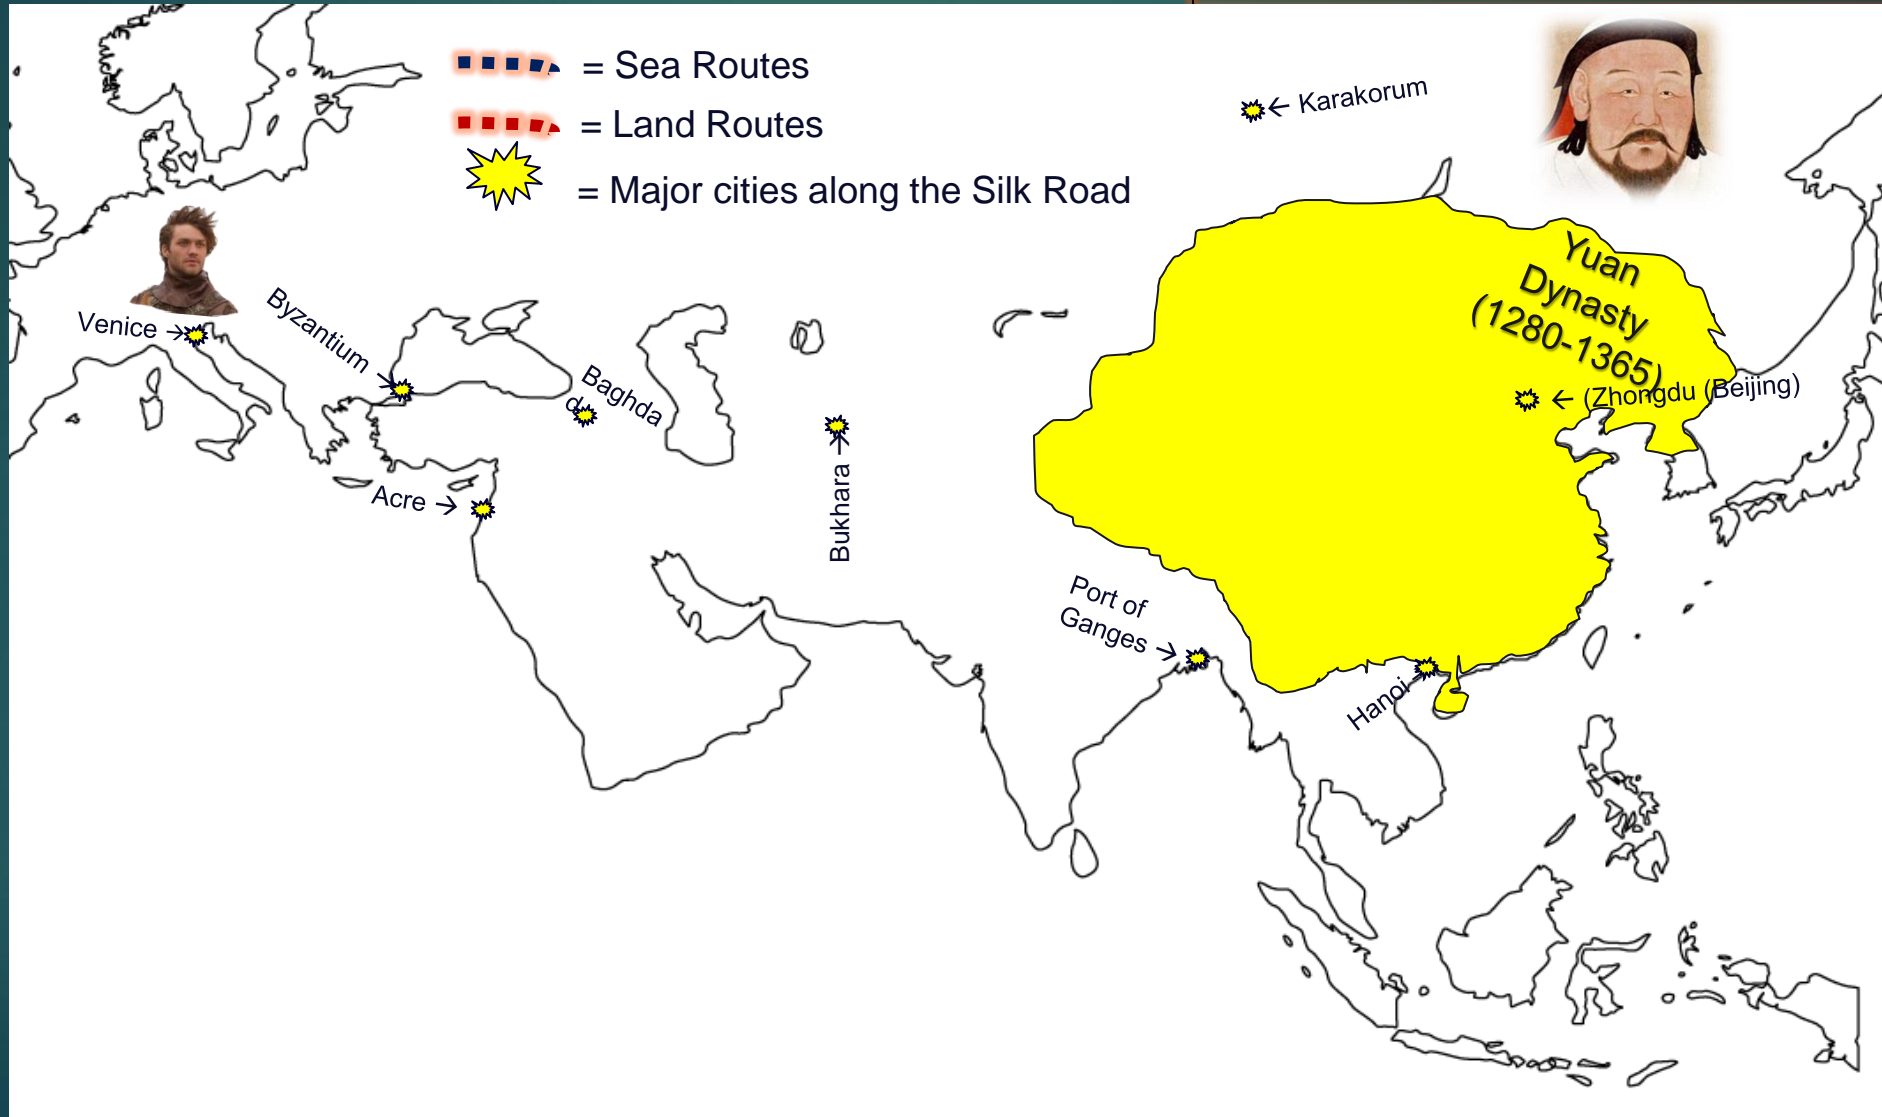 = Sea Routes
= Land Routes
= Major cities along the Silk Road
← Karakorum
Yuan
Dynasty
(1280-1365)
← (Zhongdu (Beijing)
Venice →
Byzantium →
Baghda
d
Acre →
Bukhara →
Port of
Ganges →
Hanoi →